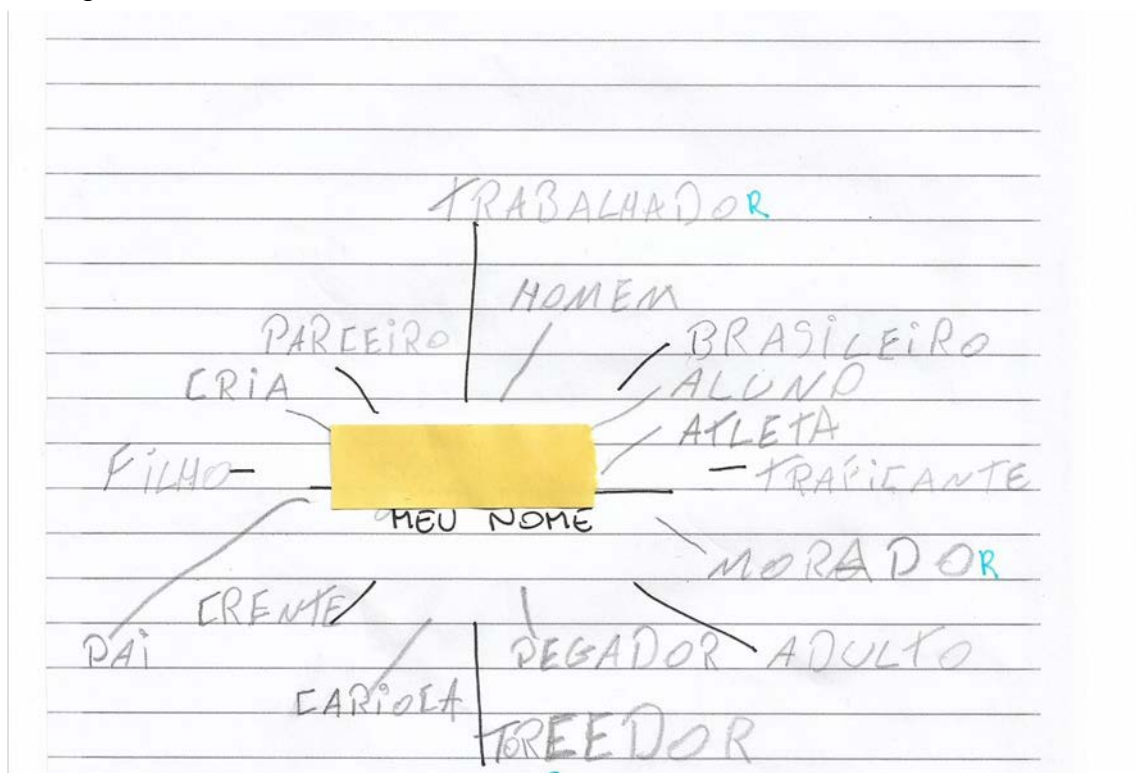 TRABALHADOR
HOMEM
PARCEIRO
BRASILEIRO
CRIA
ALUNO
ATLETA
FILHO
TRAFICANTE
MEU NOME
MORADOR
CRENTE
PAI
PEGADOR
ADULTO
CARIOCA
TOREEDOR